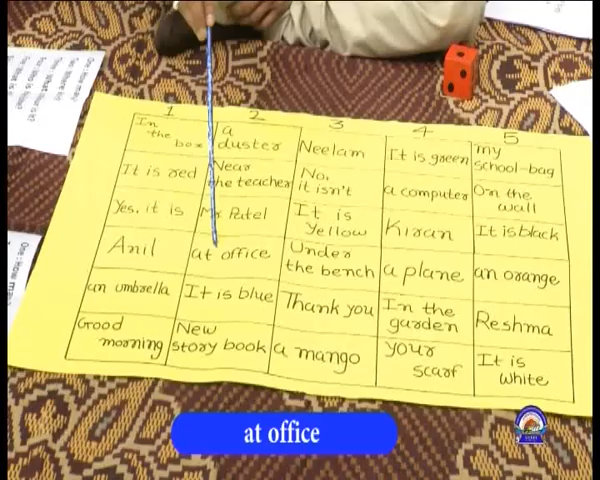 1 2 3 4 5
In the box
a duster
Neelam
It is green
my school-bag
It is red
Near the teacher
No, it isn't
a computer
On the wall
Yes, it is
Mr Patel
It is Yellow
Kiran
It is black
Anil
at office
Under the bench
a plane
an orange
an umbrella
It is blue
Thank you
In the garden
Reshma
Good morning
New story book
a mango
your scarf
It is white
at office